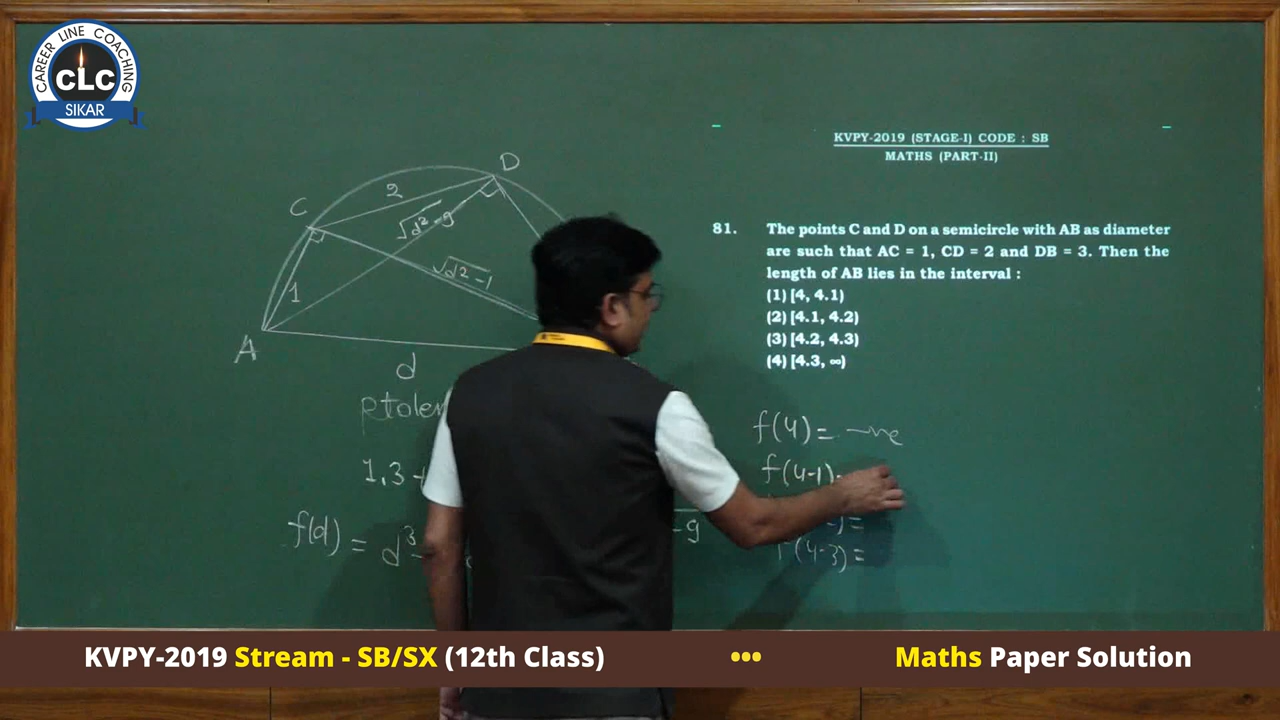 CAREER LINE COACHING
CLC
SIKAR
KVPY-2019 (STAGE-I) CODE : SB
MATHS (PART-II)
81. The points C and D on a semicircle with AB as diameter
are such that AC = 1, CD = 2 and DB = 3. Then the
length of AB lies in the interval :
(1) [4, 4.1)
(2) [4.1, 4.2)
(3) [4.2, 4.3)
(4) [4.3, ∞)
D
C
2
√d²-9
√d²-1
1
A
d
1.3 +
-9
f(d) = d³-
f(4) = -ve
f(4-1)
-)=
(4-3)=
KVPY-2019 Stream - SB/SX (12th Class) ••• Maths Paper Solution